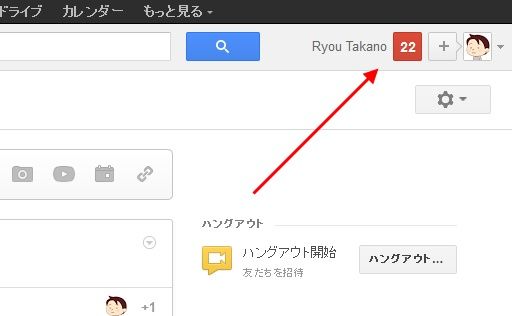 ドライブ カレンダー もっと見る
Ryou Takano 22 +
ハングアウト
ハングアウト開始
友だちを招待
ハングアウト...
+1